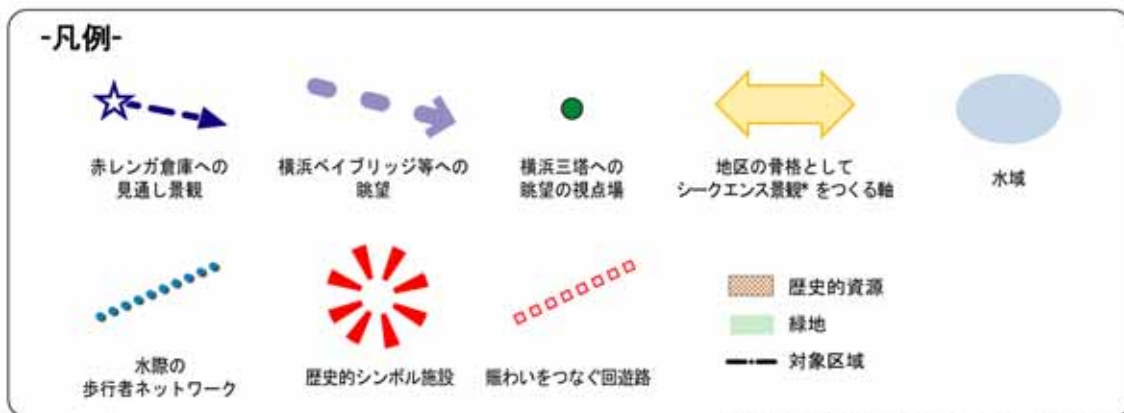 -凡例-
赤レンガ倉庫への
見通し景観
横浜ベイブリッジ等への
眺望
横浜三塔への
眺望の視点場
地区の骨格として
シークエンス景観*をつくる軸
水域
水際の
歩行者ネットワーク
歴史的シンボル施設
賑わいをつなぐ回遊路
歴史的資源
緑地
対象区域